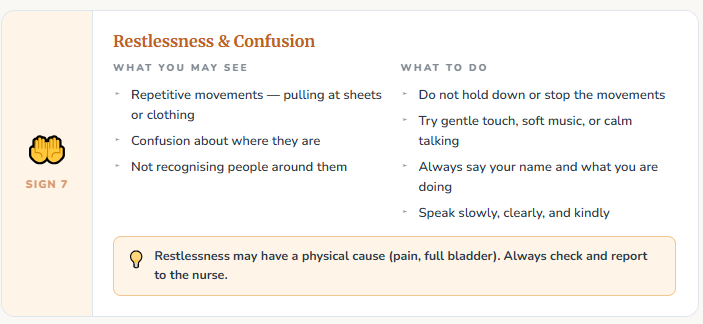 Restlessness & Confusion
WHAT YOU MAY SEE
Repetitive movements — pulling at sheets
or clothing
Confusion about where they are
Not recognising people around them
WHAT TO DO
Do not hold down or stop the movements
Try gentle touch, soft music, or calm
talking
Always say your name and what you are
doing
Speak slowly, clearly, and kindly
SIGN 7
Restlessness may have a physical cause (pain, full bladder). Always check and report
to the nurse.